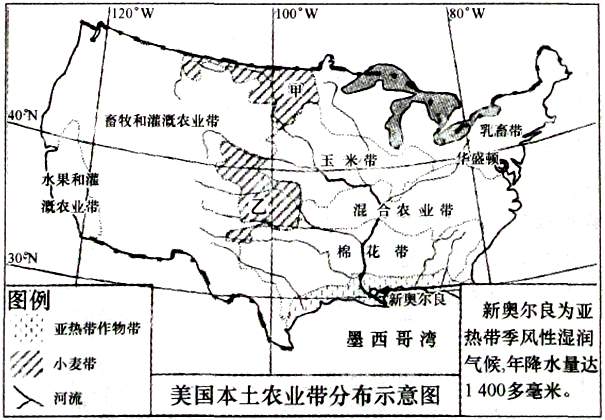 120°W
100°W
80°W
40°N
甲
畜牧和灌溉农业带
乳畜带
玉米带
华盛顿
水果和灌
溉农业带
乙
混合农业带
棉花带
30°N
新奥尔良
墨西哥湾
图例
亚热带作物带
小麦带
河流
美国本土农业带分布示意图
新奥尔良为亚
热带季风性湿润
气候,年降水量达
1400多毫米。